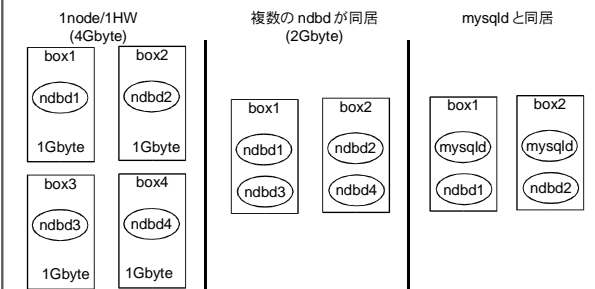 1node/1HW
(4Gbyte)
box1
box2
ndbd1
ndbd2
1Gbyte
1Gbyte
box3
box4
ndbd3
ndbd4
1Gbyte
1Gbyte
複数の ndbd が同居
(2Gbyte)
box1
box2
ndbd1
ndbd2
ndbd3
ndbd4
mysqld と同居
box1
box2
mysqld
mysqld
ndbd1
ndbd2